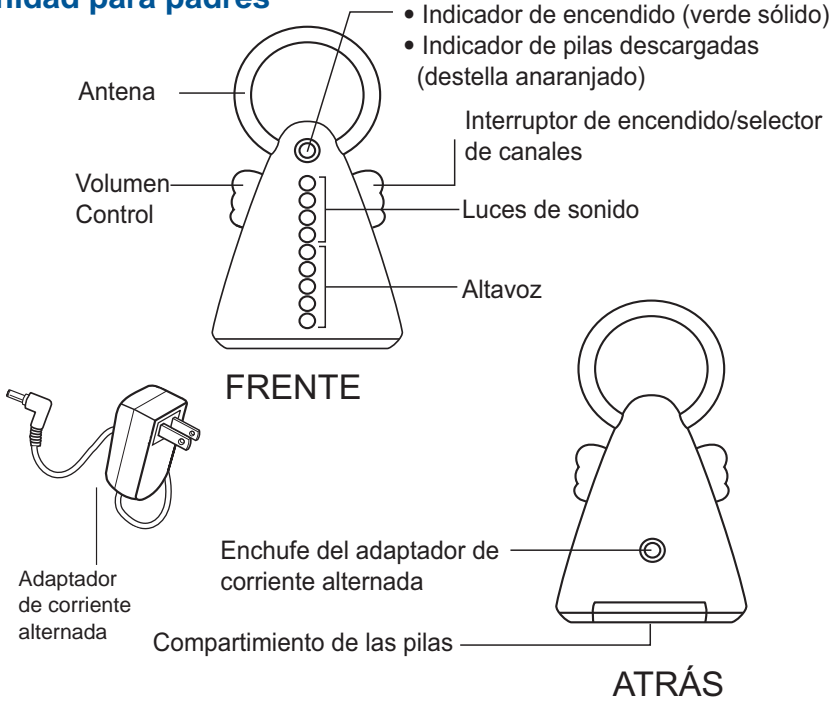 para padres
• Indicador de encendido (verde sólido)
• Indicador de pilas descargadas
(destella anaranjado)
Antena
Interruptor de encendido/selector
de canales
Volumen
Control
Luces de sonido
Altavoz
FRENTE
Enchufe del adaptador de
corriente alternada
Adaptador
de corriente
alternada
Compartimiento de las pilas
ATRÁS